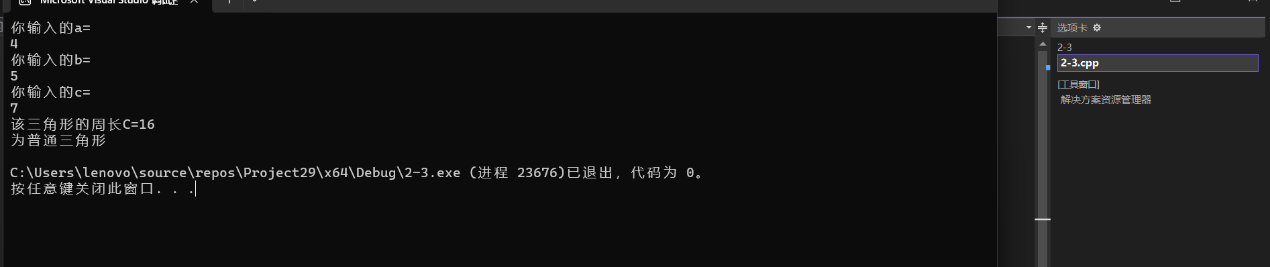 Microsoft Visual Studio 调试控
你输入的a=
4
你输入的b=
5
你输入的c=
7
该三角形的周长C=16
为普通三角形
C:\Users\lenovo\source\repos\Project29\x64\Debug\2-3.exe (进程 23676)已退出，代码为 0。
按任意键关闭此窗口. . .
选项卡
2-3
2-3.cpp
[工具窗口]
解决方案资源管理器